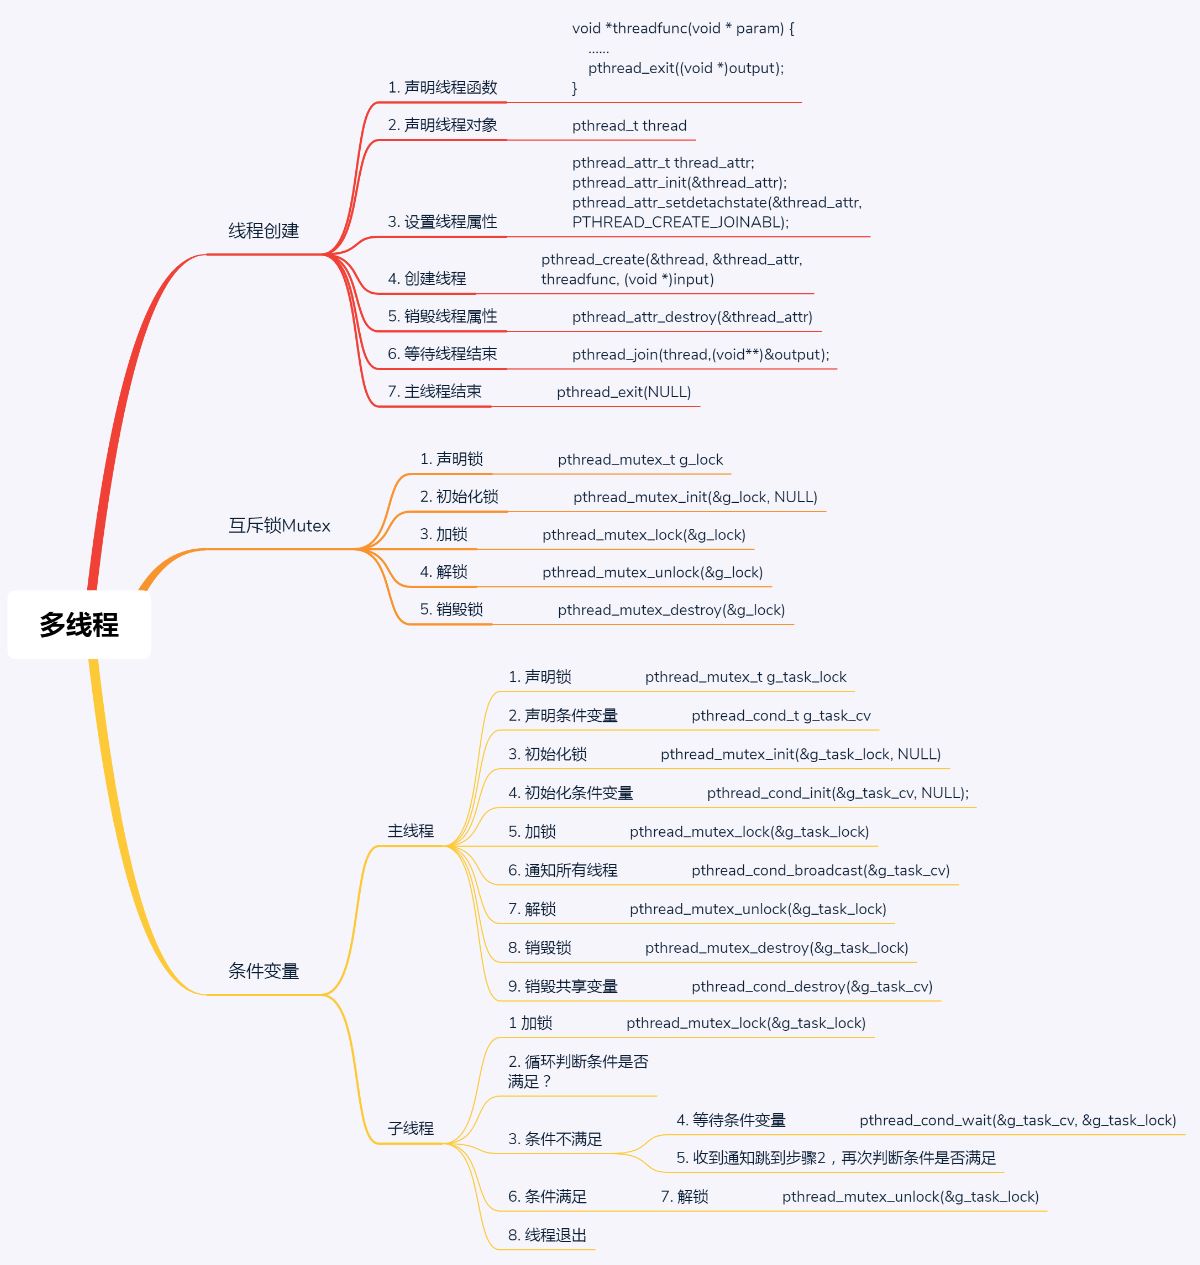 多线程
线程创建
1. 声明线程函数
void *threadfunc(void * param) {
......
pthread_exit((void *)output);
}
2. 声明线程对象
pthread_t thread
3. 设置线程属性
pthread_attr_t thread_attr;
pthread_attr_init(&thread_attr);
pthread_attr_setdetachstate(&thread_attr,
PTHREAD_CREATE_JOINABL);
4. 创建线程
pthread_create(&thread, &thread_attr,
threadfunc, (void *)input)
5. 销毁线程属性
pthread_attr_destroy(&thread_attr)
6. 等待线程结束
pthread_join(thread,(void**)&output);
7. 主线程结束
pthread_exit(NULL)
互斥锁Mutex
1. 声明锁
pthread_mutex_t g_lock
2. 初始化锁
pthread_mutex_init(&g_lock, NULL)
3. 加锁
pthread_mutex_lock(&g_lock)
4. 解锁
pthread_mutex_unlock(&g_lock)
5. 销毁锁
pthread_mutex_destroy(&g_lock)
条件变量
主线程
1. 声明锁
pthread_mutex_t g_task_lock
2. 声明条件变量
pthread_cond_t g_task_cv
3. 初始化锁
pthread_mutex_init(&g_task_lock, NULL)
4. 初始化条件变量
pthread_cond_init(&g_task_cv, NULL);
5. 加锁
pthread_mutex_lock(&g_task_lock)
6. 通知所有线程
pthread_cond_broadcast(&g_task_cv)
7. 解锁
pthread_mutex_unlock(&g_task_lock)
8. 销毁锁
pthread_mutex_destroy(&g_task_lock)
9. 销毁共享变量
pthread_cond_destroy(&g_task_cv)
子线程
1 加锁
pthread_mutex_lock(&g_task_lock)
2. 循环判断条件是否
满足？
3. 条件不满足
4. 等待条件变量
pthread_cond_wait(&g_task_cv, &g_task_lock)
5. 收到通知跳到步骤2，再次判断条件是否满足
6. 条件满足
7. 解锁
pthread_mutex_unlock(&g_task_lock)
8. 线程退出